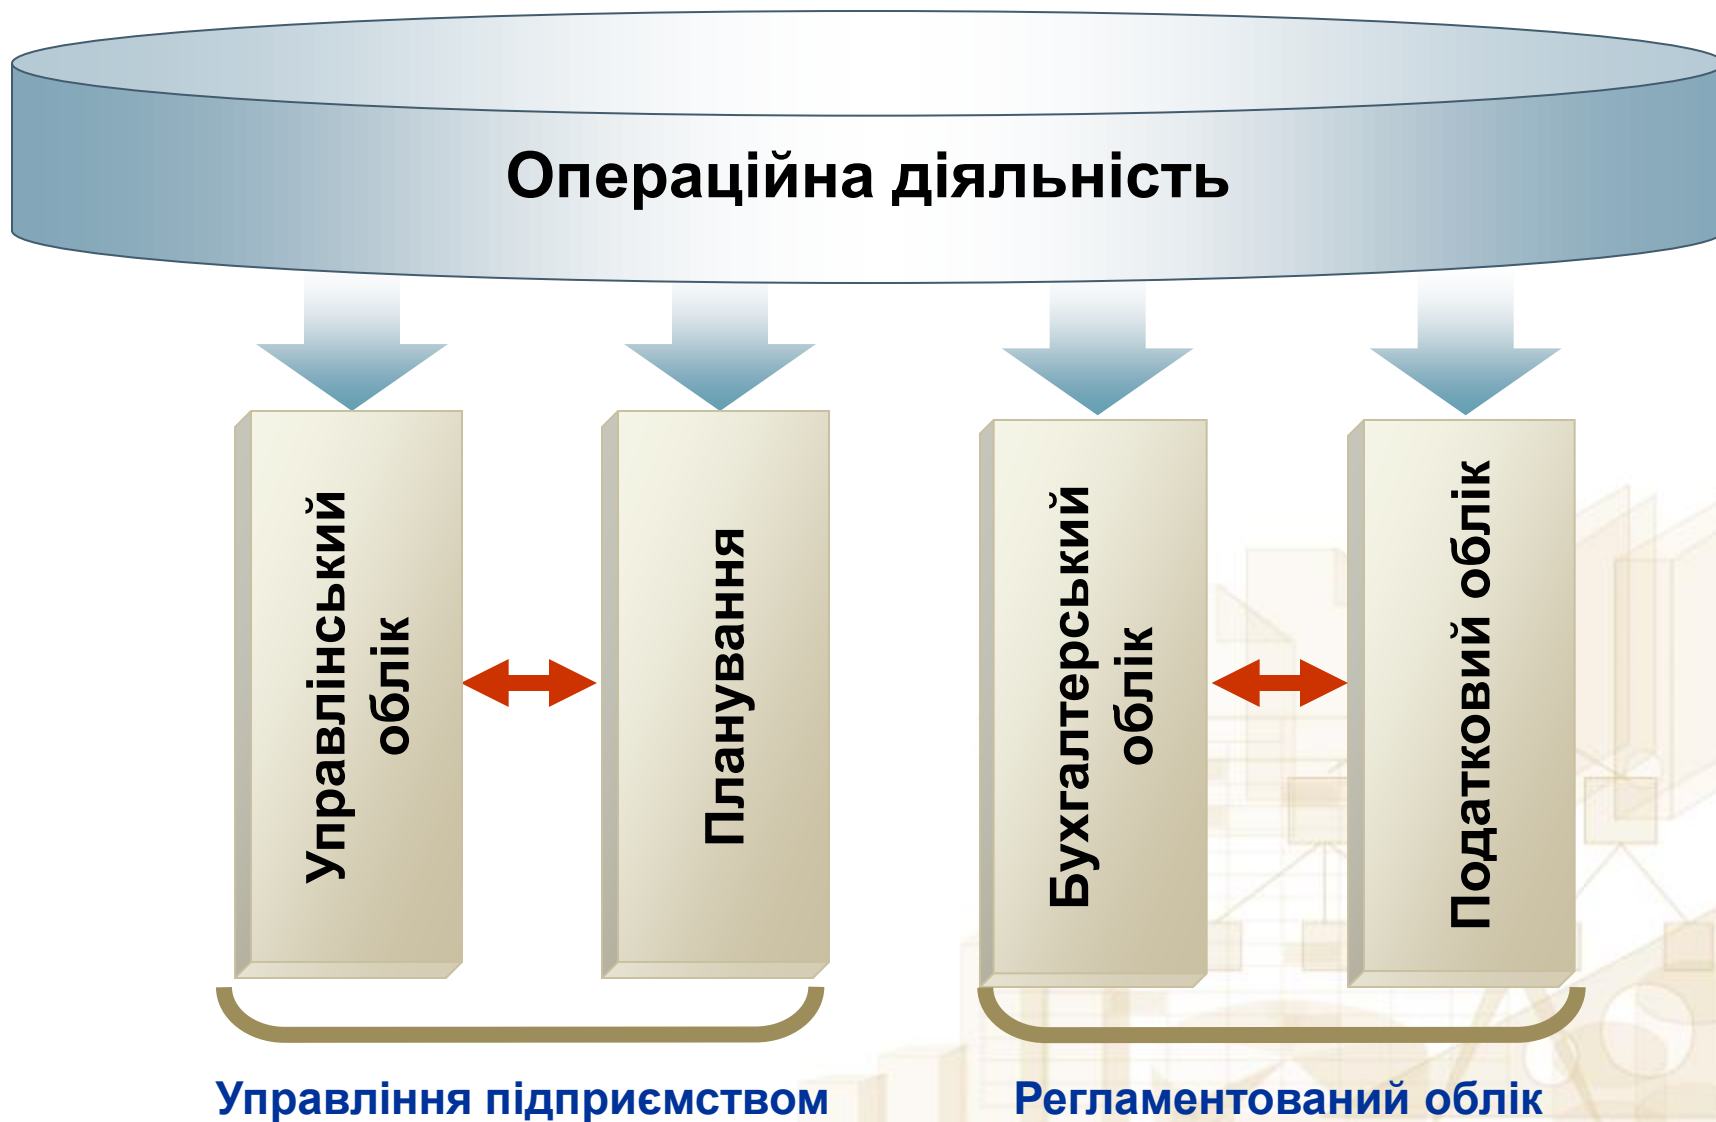 Операційна діяльність
Управлінський
облік
Планування
Бухгалтерський
облік
Податковий облік
Управління підприємством
Регламентований облік